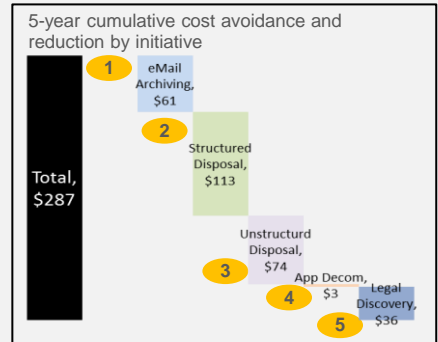 5-year cumulative cost avoidance and
reduction by initiative
1
eMail
Archiving,
$61
2
Structured
Disposal,
$113
Total,
$287
3
Unstructurd
Disposal,
$74
4
App Decom,
$3
5
Legal
Discovery,
$36